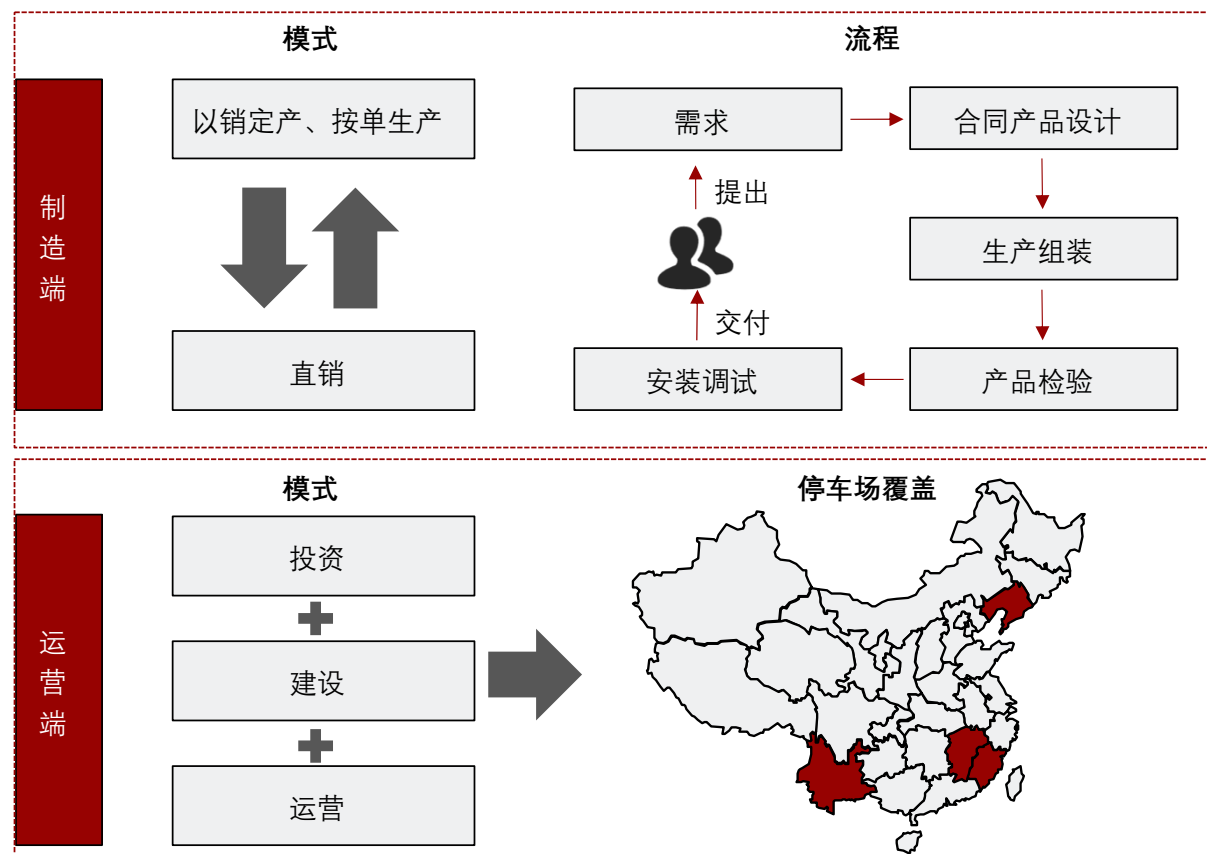 模式
流程
制造端
以销定产、按单生产
直销
需求
合同产品设计
提出
生产组装
交付
安装调试
产品检验
模式
停车场覆盖
运营端
投资
建设
运营